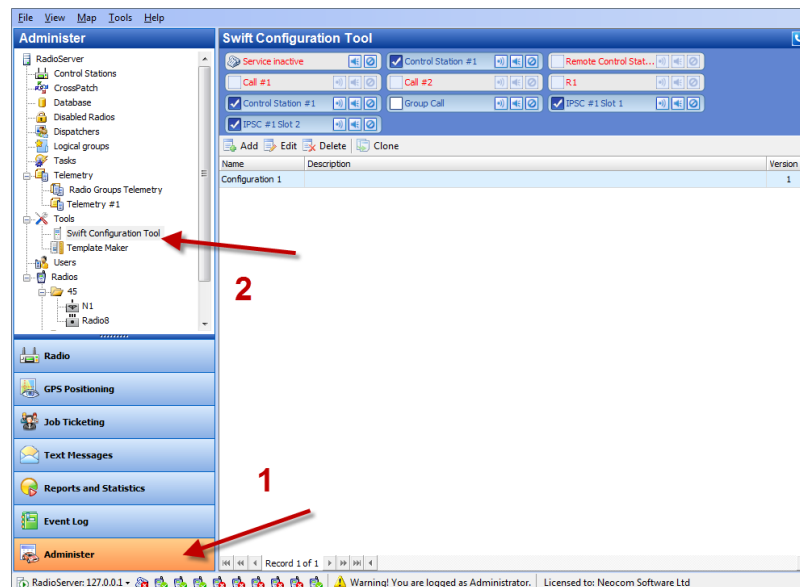 File View Map Tools Help
Administer
Swift Configuration Tool
RadioServer
Control Stations
CrossPatch
Database
Disabled Radios
Dispatchers
Logical groups
Tasks
Telemetry
Radio Groups Telemetry
Telemetry #1
Tools
Swift Configuration Tool
Template Maker
Users
Radios
45
N1
Radio8
Service inactive Control Station #1 Remote Control Stat...
Call #1 Call #2 R1
Control Station #1 Group Call IPSC #1 Slot 1
IPSC #1 Slot 2
Add Edit Delete Clone
Name Description Version
Configuration 1 1
2
Radio
GPS Positioning
Job Ticketing
Text Messages
Reports and Statistics
Event Log
Administer
1
Record 1 of 1
RadioServer: 127.0.0.1 Warning! You are logged as Administrator. Licensed to: Neocom Software Ltd